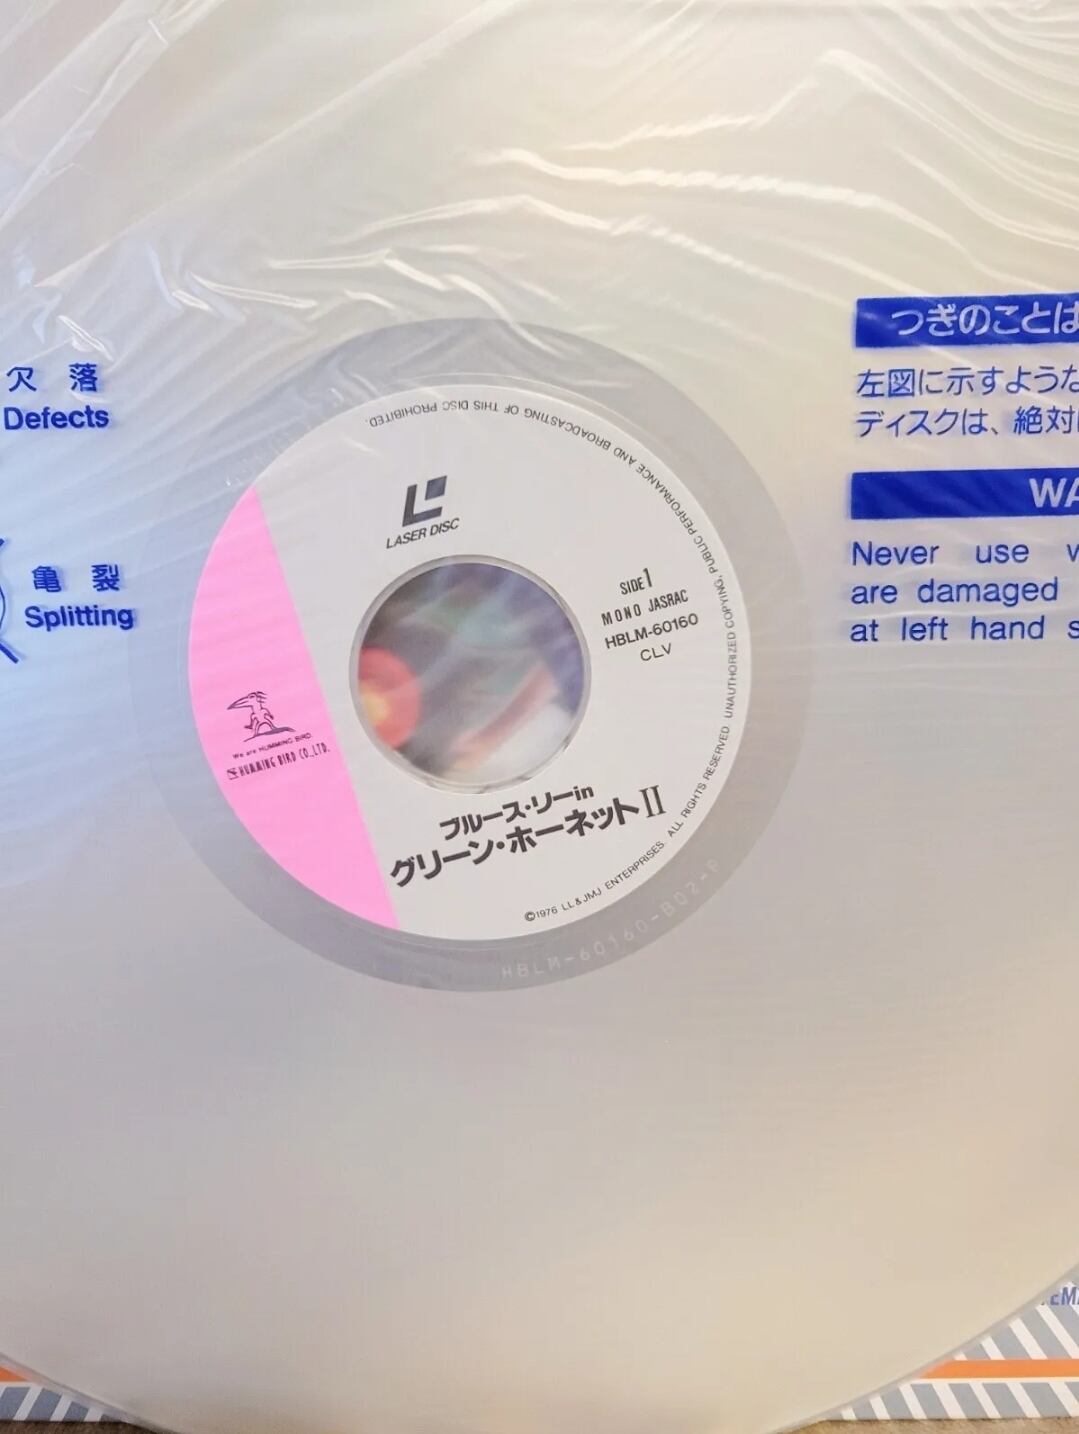 欠 落
Defects
亀 裂
Splitting
つぎのことは
左図に示すような
ディスクは、絶対
WA
Never use
are damaged
at left hand s
LASER DISC
SIDE 1
MONO JASRAC
HBLM-60160
CLV
We are HUMMING BIRD.
HUMMING BIRD CO.,LTD.
ブルース・リーin
グリーン・ホーネットII
©1976 LL&JMJ ENTERPRISES. ALL RIGHTS RESERVED. UNAUTHORIZED COPYING, PUBLIC PERFORMANCE AND BROADCASTING OF THIS DISC PROHIBITED.
HBLM-60160-B02-P